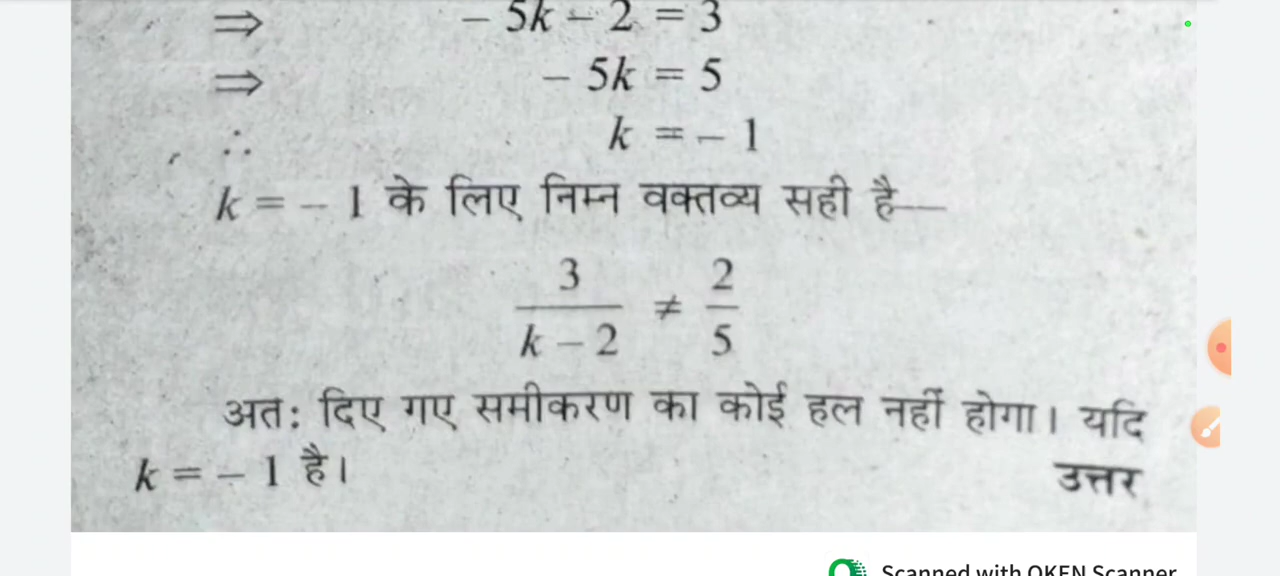 ⇒ – 5k – 2 = 3
⇒ – 5k = 5
∴ k = – 1
k = – 1 के लिए निम्न वक्तव्य सही है—
3/(k – 2) ≠ 2/5
अतः दिए गए समीकरण का कोई हल नहीं होगा। यदि
k = – 1 है। उत्तर
Scanned with OKEN Scanner